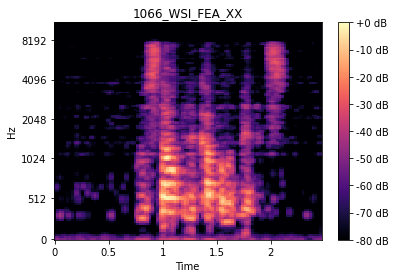 1066_WSI_FEA_XX
+0 dB
8192
-10 dB
4096
-20 dB
-30 dB
2048
Hz
-40 dB
1024
-50 dB
512
-60 dB
-70 dB
0
-80 dB
0 0.5 1 1.5 2
Time